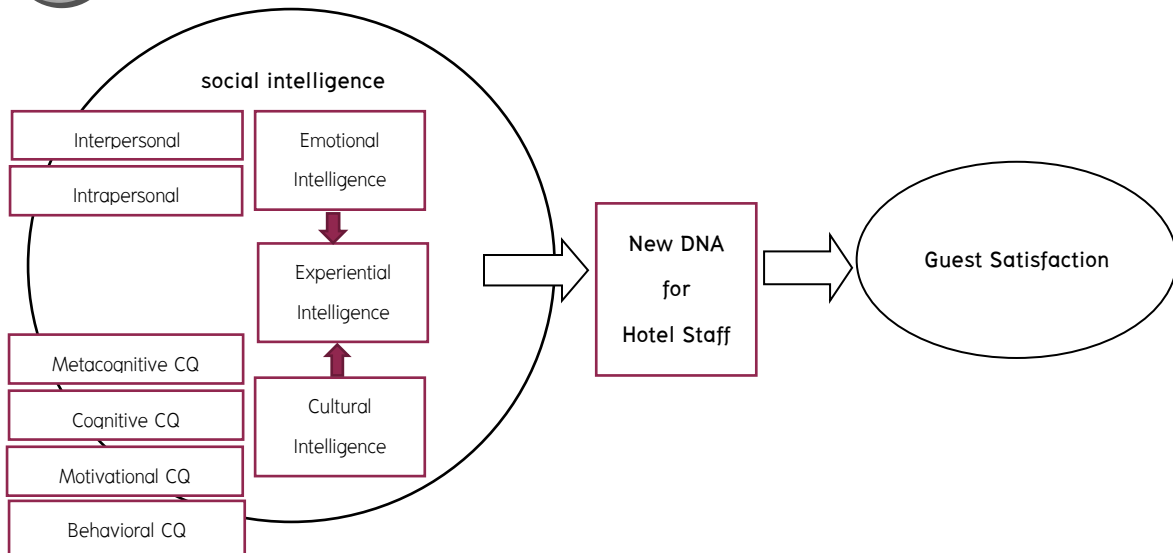 social intelligence
Interpersonal
Intrapersonal
Emotional
Intelligence
Experiential
Intelligence
Metacognitive CQ
Cognitive CQ
Motivational CQ
Behavioral CQ
Cultural
Intelligence
New DNA
for
Hotel Staff
Guest Satisfaction